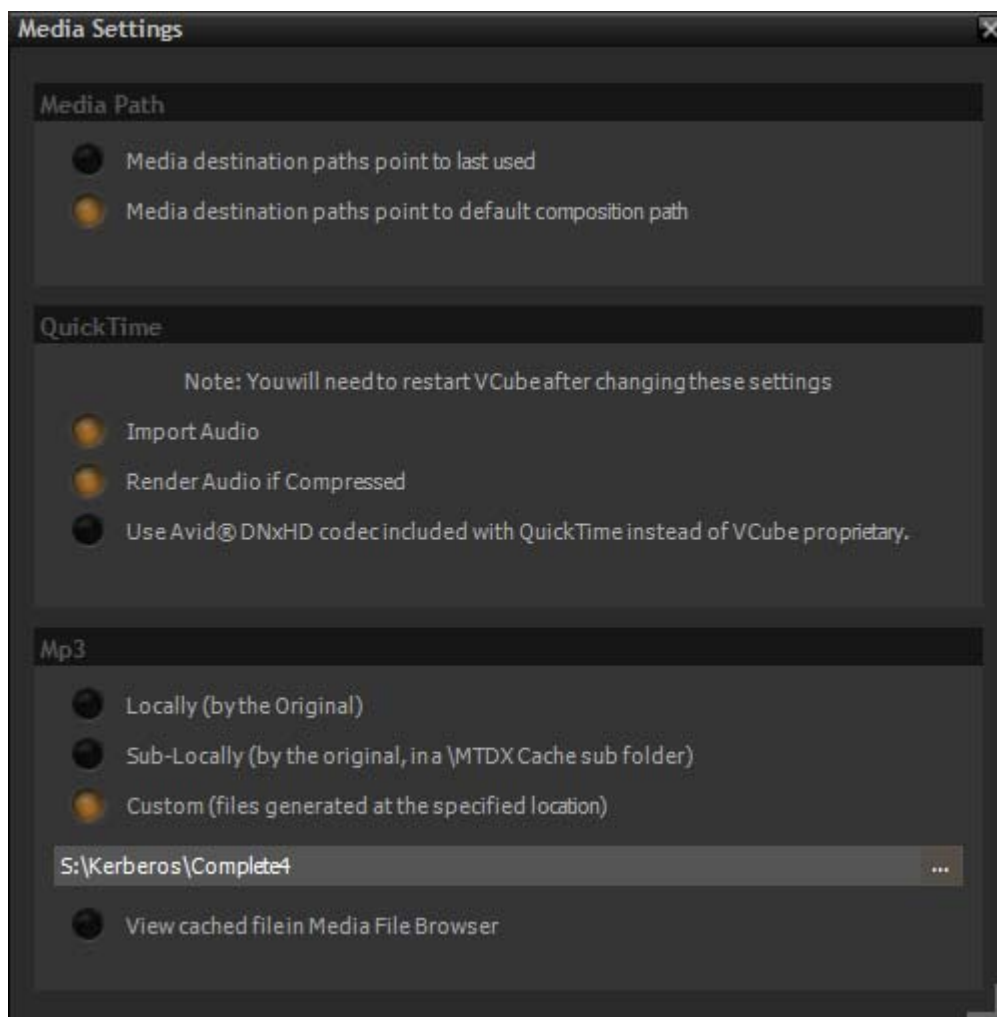 Media Settings
Media Path
Media destination paths point to last used
Media destination paths point to default composition path
QuickTime
Note: You will need to restart VCube after changing these settings
Import Audio
Render Audio if Compressed
Use Avid® DNxHD codec included with QuickTime instead of VCube proprietary.
Mp3
Locally (by the Original)
Sub-Locally (by the original, in a \MTDX Cache sub folder)
Custom (files generated at the specified location)
S:\Kerberos\Complete4
...
View cached file in Media File Browser